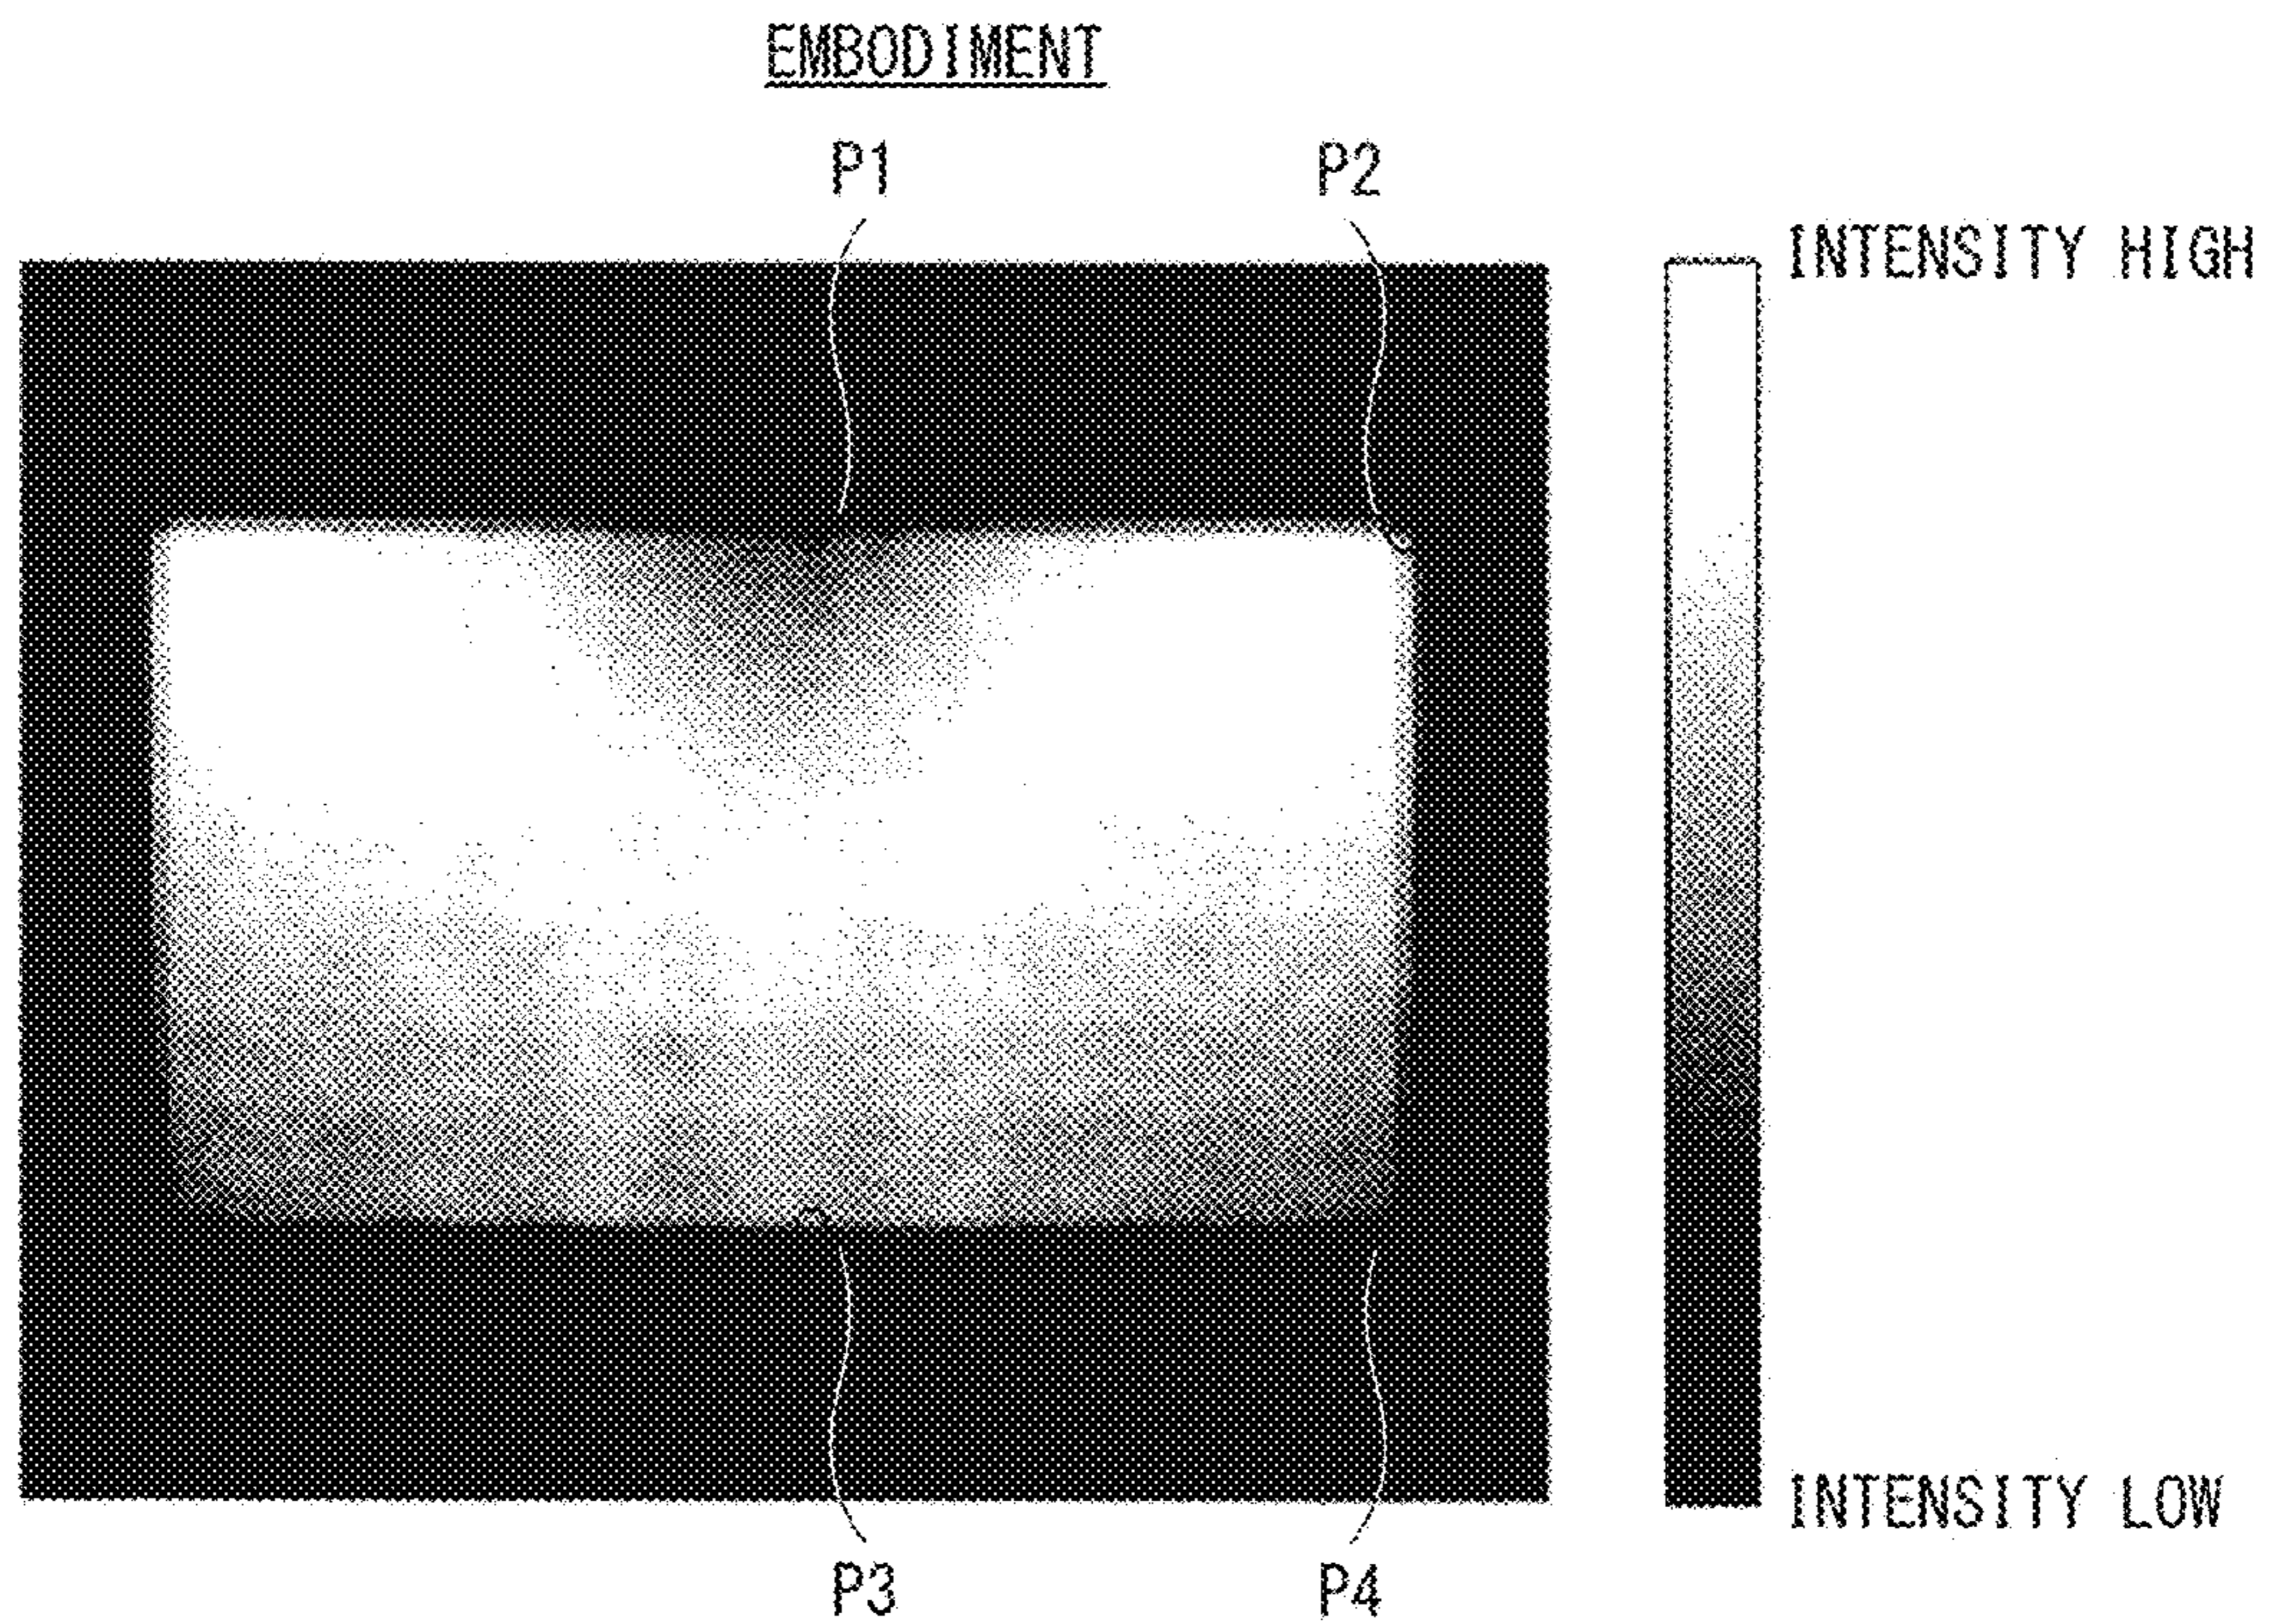 EMBODIMENT
P1 P2
INTENSITY HIGH
INTENSITY LOW
P3 P4